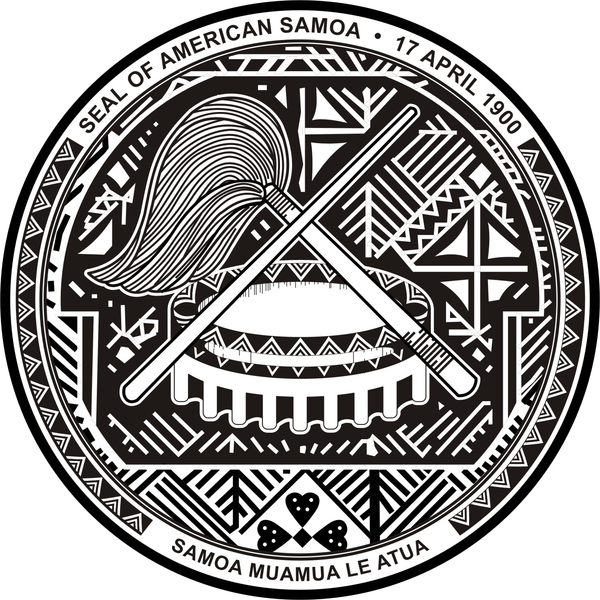 SEAL OF AMERICAN SAMOA • 17 APRIL 1900
SAMOA MUAMUA LE ATUA